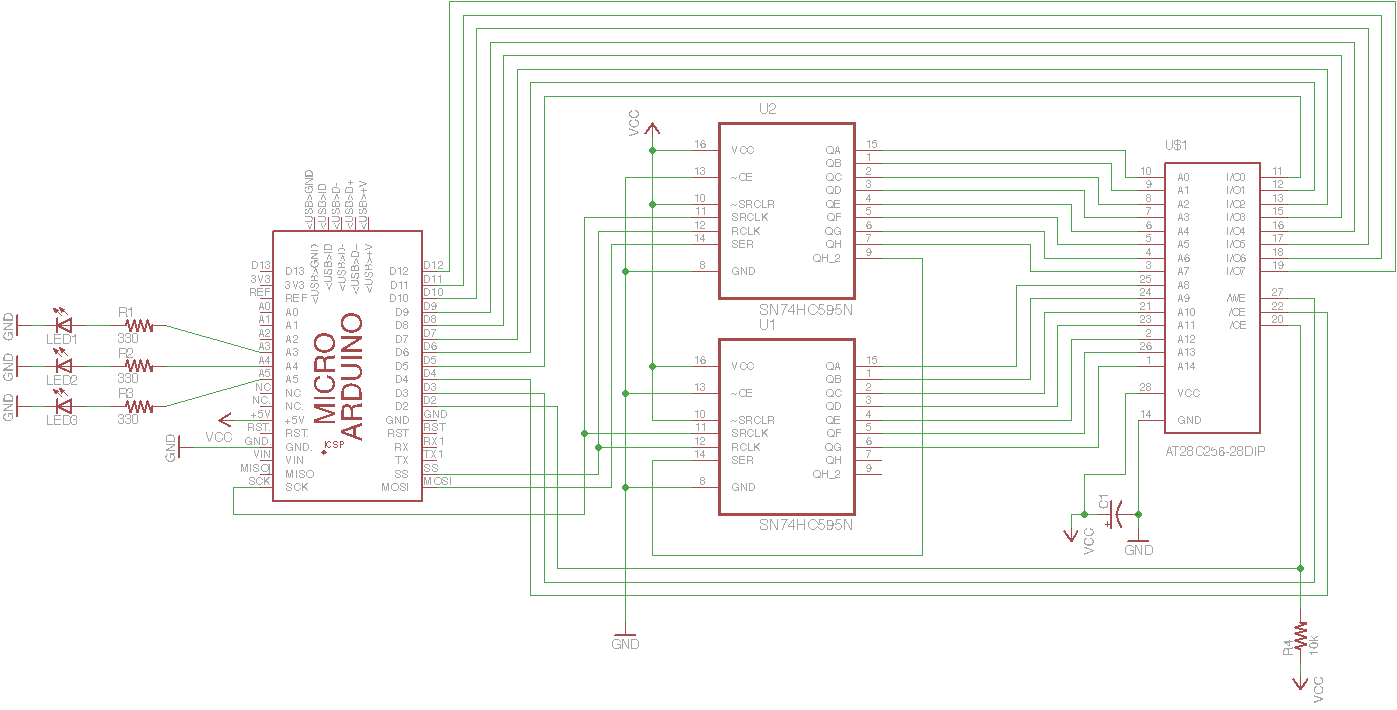 U2
VCC
16 VCC QA 15
QB 1
13 ~CE QC 2
QD 3
10 ~SRCLR QE 4
11 SRCLK QF 5
12 RCLK QG 6
14 SER QH 7
QH_2 9
8 GND
SN74HC595N
U1
16 VCC QA 15
QB 1
13 ~CE QC 2
QD 3
10 ~SRCLR QE 4
11 SRCLK QF 5
12 RCLK QG 6
14 SER QH 7
QH_2 9
8 GND
SN74HC595N
GND
U$1
10 A0 I/O0 11
9 A1 I/O1 12
8 A2 I/O2 13
7 A3 I/O3 15
6 A4 I/O4 16
5 A5 I/O5 17
4 A6 I/O6 18
3 A7 I/O7 19
25 A8
24 A9 /WE 27
21 A10 /CE 22
23 A11 /CE 20
2 A12
26 A13
1 A14
28 VCC
14 GND
AT28C256-28DIP
C1
+
VCC
GND
R4
10k
VCC
<USB>GND
<USB>ID
<USB>D-
<USB>D+
<USB>+V
<USB>GND
<USB>ID
<USB>D-
<USB>D-
<USB>+V
D13 D13 D12 D12
3V3 3V3 D11 D11
REF REF D10 D10
A0 A0 D9 D9
A1 A1 D8 D8
A2 A2 D7 D7
A3 A3 D6 D6
A4 A4 D5 D5
A5 A5 D4 D4
NC NC D3 D3
NC. NC. D2 D2
+5V +5V GND GND
RST. RST. RST RST
GND. GND. RX RX1
VIN VIN TX TX1
MISO MISO SS SS
SCK SCK MOSI MOSI
MICRO
ARDUINO
ICSP
VCC
GND
GND
LED1
R1
330
GND
LED2
R2
330
GND
LED3
R3
330